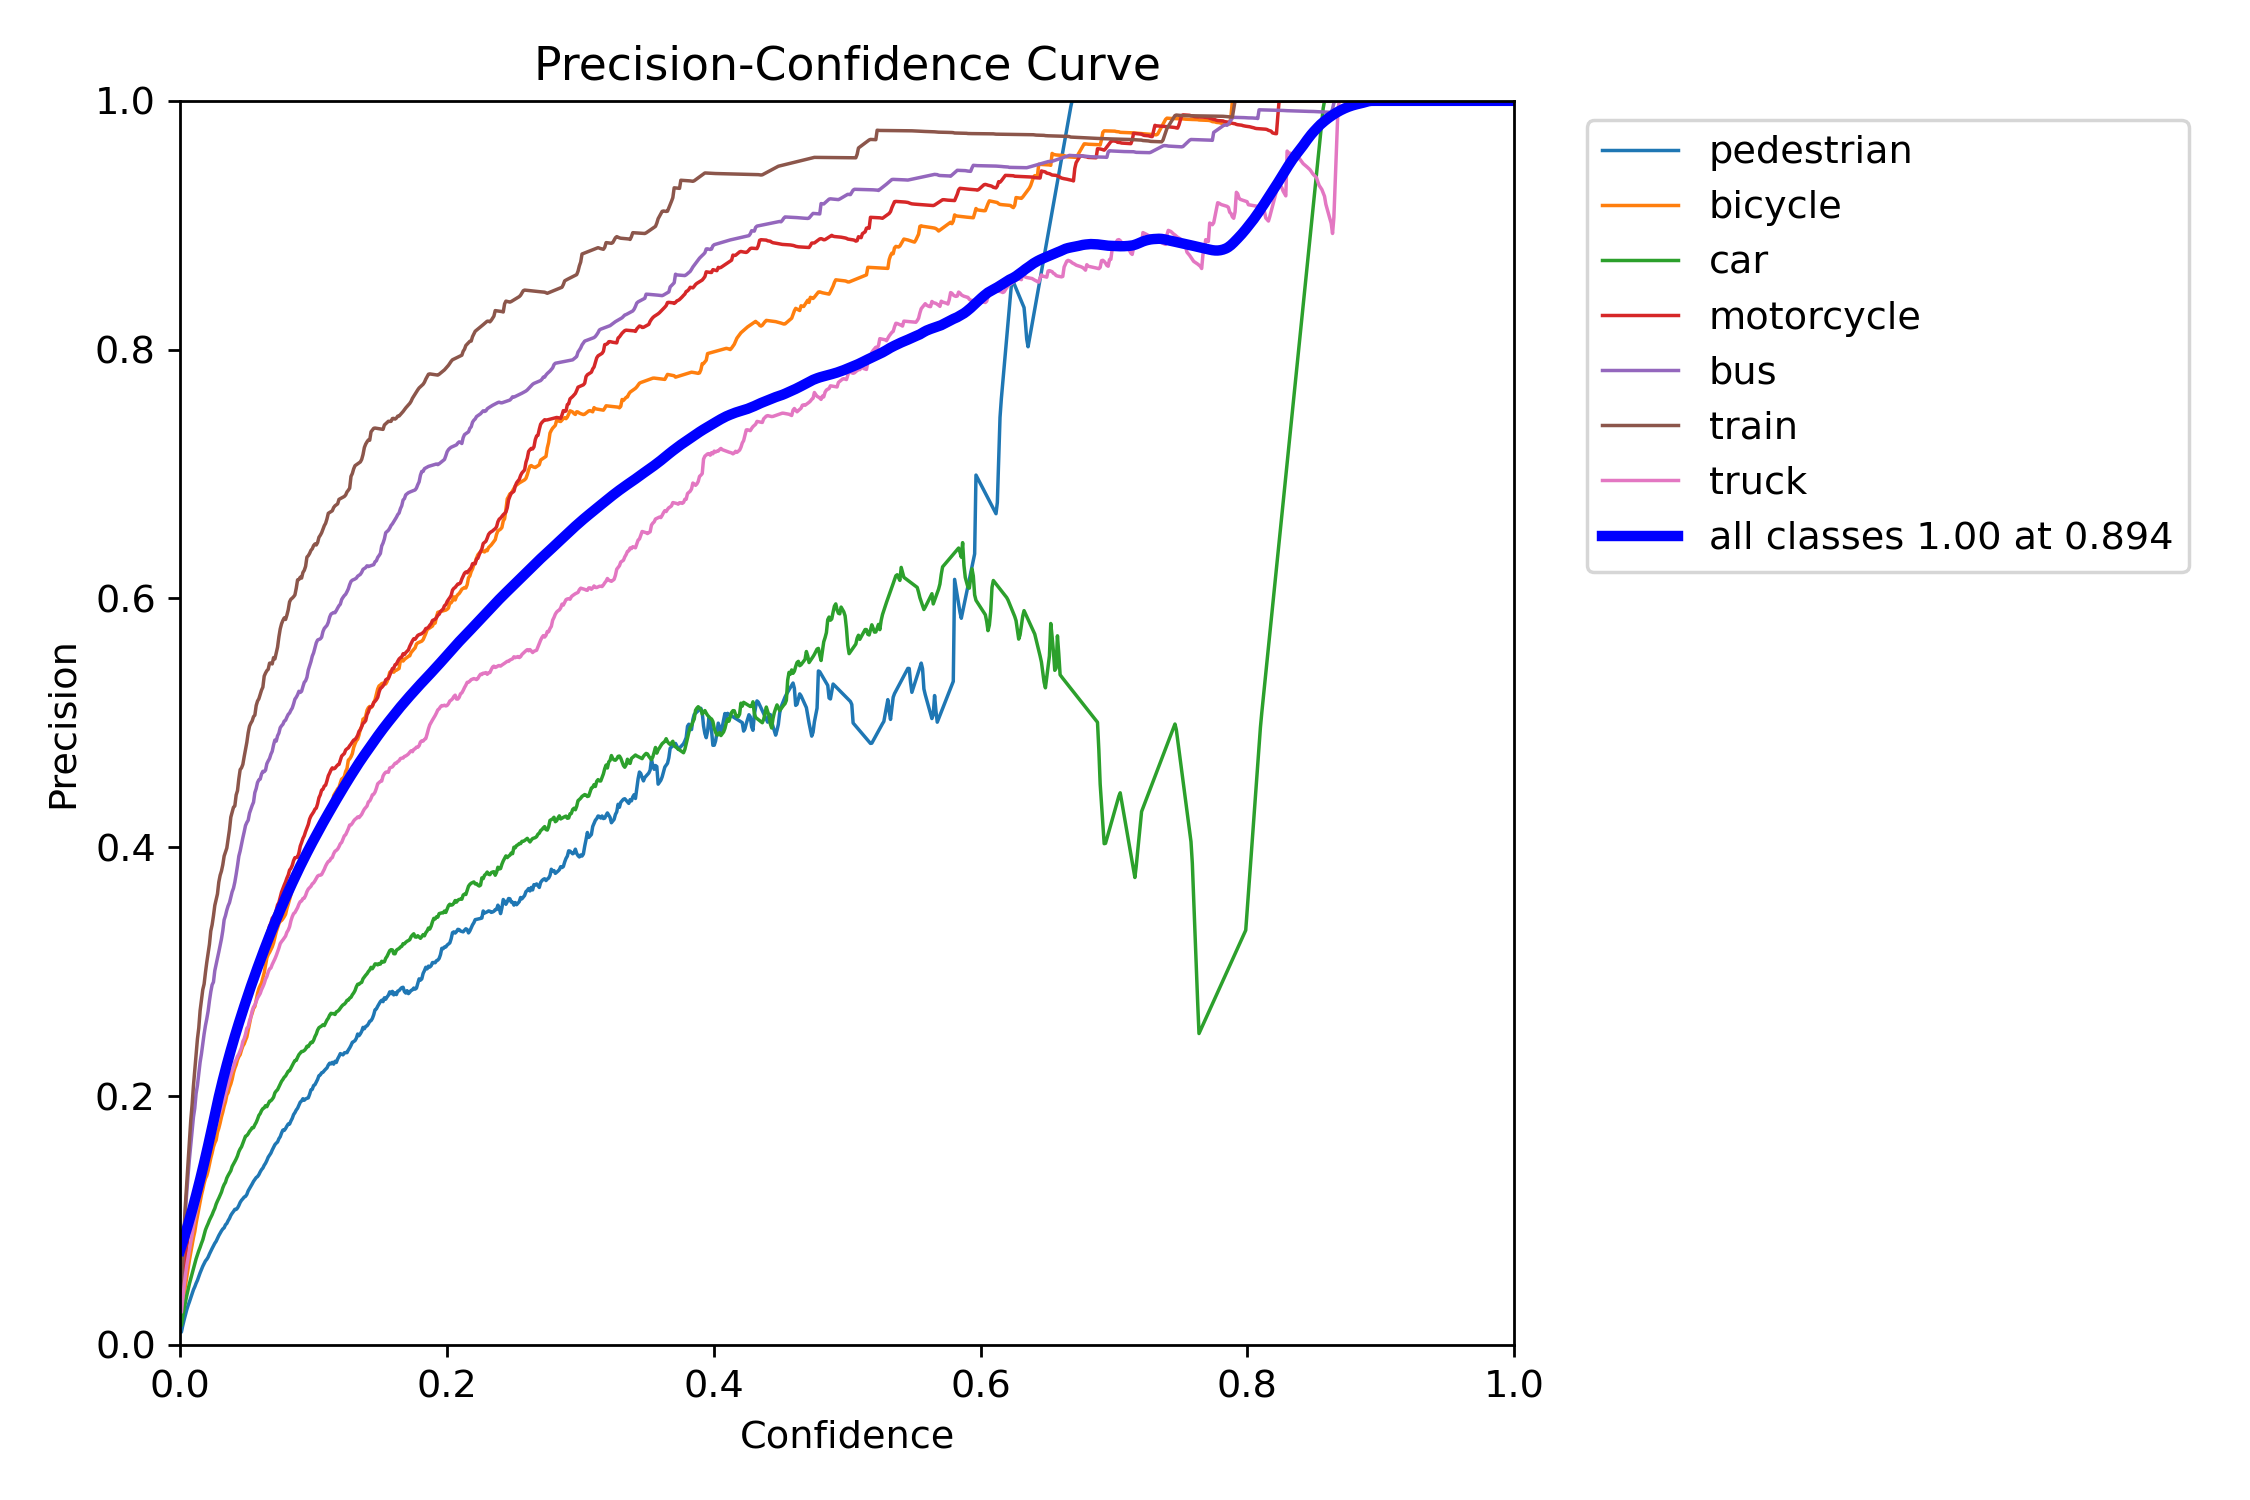 Precision-Confidence Curve
1.0
0.8
0.6
0.4
0.2
0.0
Precision
0.0 0.2 0.4 0.6 0.8 1.0
Confidence
pedestrian
bicycle
car
motorcycle
bus
train
truck
all classes 1.00 at 0.894